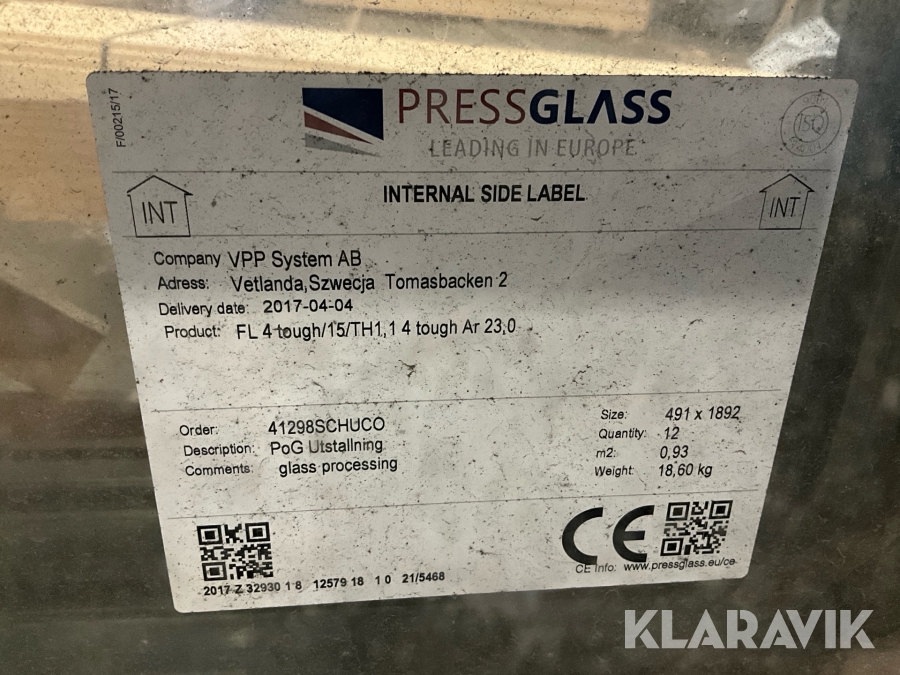 F/00215/17
PRESSGLASS
LEADING IN EUROPE
INTERNAL SIDE LABEL
INT
INT
Company VPP System AB
Adress: Vetlanda,Szwecja Tomasbacken 2
Delivery date: 2017-04-04
Product: FL 4 tough/15/TH1,1 4 tough Ar 23,0
Order: 41298SCHUCO
Description: PoG Utstallning
Comments: glass processing
Size: 491 x 1892
Quantity: 12
m2: 0,93
Weight: 18,60 kg
2017 Z 32930 1 8 12579 18 1 0 21/5468
CE
CE Info: www.pressglass.eu/ce
KLARAVIK